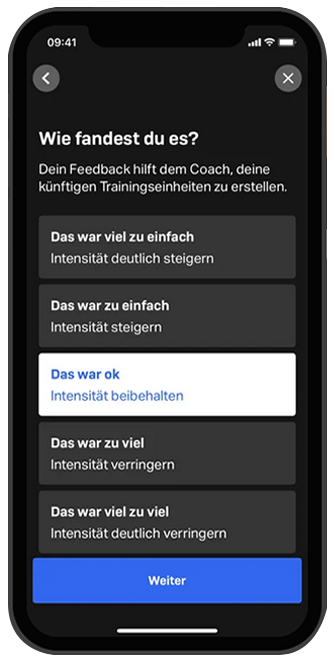 09:41
Wie fandest du es?
Dein Feedback hilft dem Coach, deine
künftigen Trainingseinheiten zu erstellen.
Das war viel zu einfach
Intensität deutlich steigern
Das war zu einfach
Intensität steigern
Das war ok
Intensität beibehalten
Das war zu viel
Intensität verringern
Das war viel zu viel
Intensität deutlich verringern
Weiter